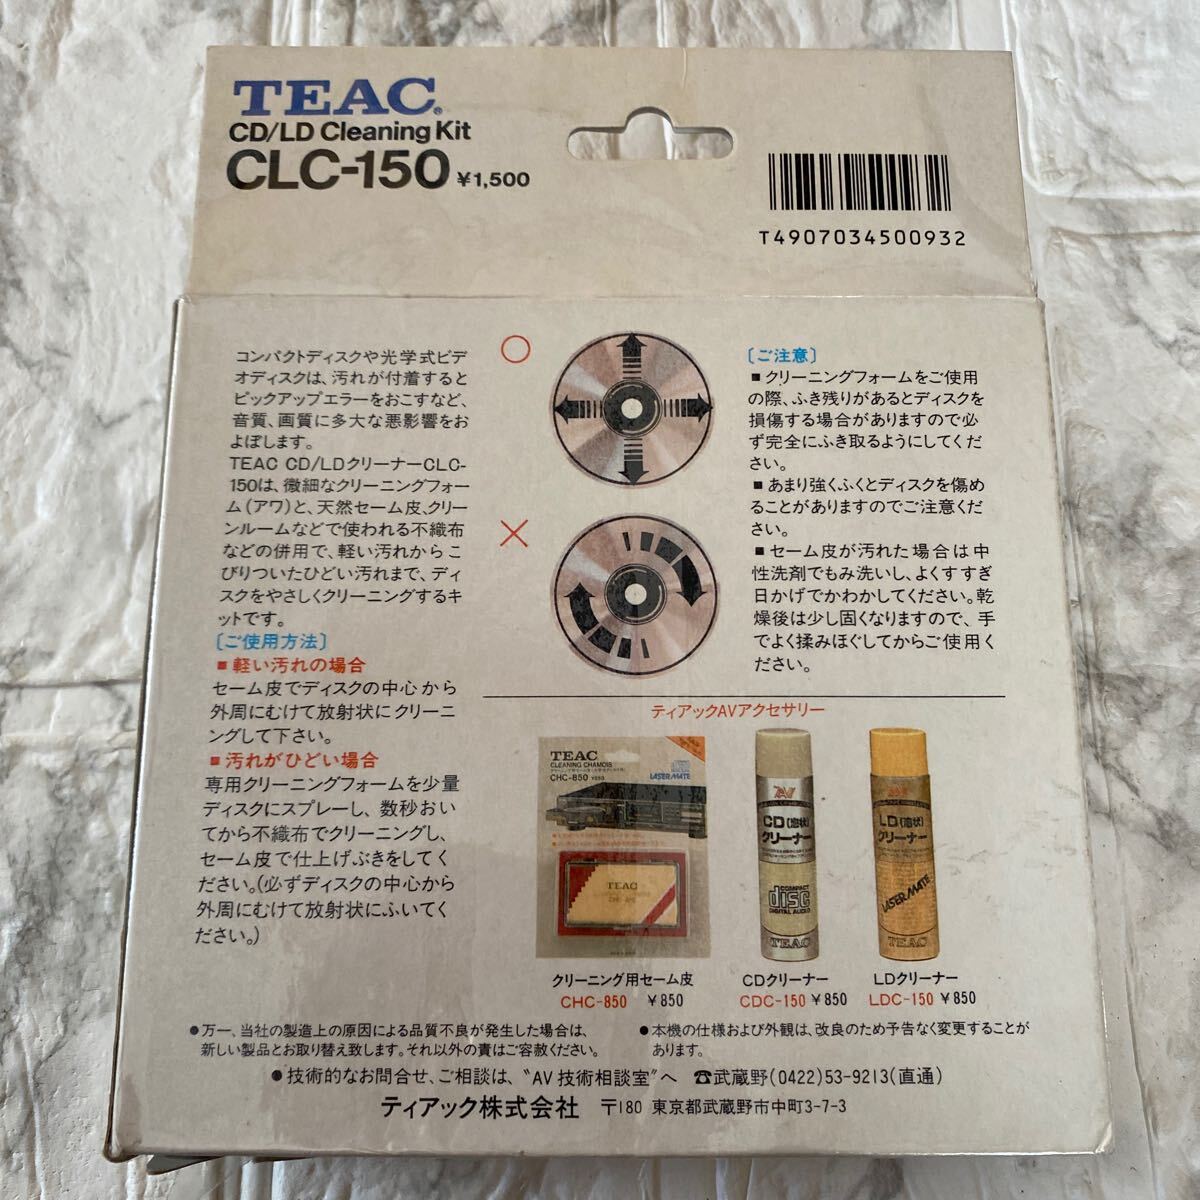 TEAC®
CD/LD Cleaning Kit
CLC-150 ¥1,500
T4907034500932
コンパクトディスクや光学式ビデ
オディスクは、汚れが付着すると
ピックアップエラーをおこすなど、
音質、画質に多大な悪影響をお
よぼします。
TEAC CD/LDクリーナーCLC-
150は、微細なクリーニングフォー
ム(アワ)と、天然セーム皮、クリー
ンルームなどで使われる不織布
などの併用で、軽い汚れからこ
びりついたひどい汚れまで、ディ
スクをやさしくクリーニングするキ
ットです。
〔ご使用方法〕
■軽い汚れの場合
セーム皮でディスクの中心から
外周にむけて放射状にクリーニ
ングして下さい。
■汚れがひどい場合
専用クリーニングフォームを少量
ディスクにスプレーし、数秒おい
てから不織布でクリーニングし、
セーム皮で仕上げぶきをしてく
ださい。(必ずディスクの中心から
外周にむけて放射状にふいてく
ださい。)
○
×
〔ご注意〕
■クリーニングフォームをご使用
の際、ふき残りがあるとディスクを
損傷する場合がありますので必
ず完全にふき取るようにしてくだ
さい。
■あまり強くふくとディスクを傷め
ることがありますのでご注意くだ
さい。
■セーム皮が汚れた場合は中
性洗剤でもみ洗いし、よくすすぎ
日かげでかわかしてください。乾
燥後は少し固くなりますので、手
でよく揉みほぐしてからご使用く
ださい。
ティアックAVアクセサリー
TEAC
CLEANING CHAMOIS
CHC-850 ¥850
LASER MATE
TEAC
AV
CD(泡状)
クリーナー
COMPACT
disc
DIGITAL AUDIO
TEAC
LD(泡状)
クリーナー
LASER MATE
TEAC
クリーニング用セーム皮
CHC-850 ¥850
CDクリーナー
CDC-150 ¥850
LDクリーナー
LDC-150 ¥850
●万一、当社の製造上の原因による品質不良が発生した場合は、
新しい製品とお取り替え致します。それ以外の責はご容赦ください。
●本機の仕様および外観は、改良のため予告なく変更することが
あります。
●技術的なお問合せ、ご相談は、〝AV 技術相談室〟へ ☎武蔵野(0422)53-9213(直通)
ティアック株式会社 〒180 東京都武蔵野市中町3-7-3